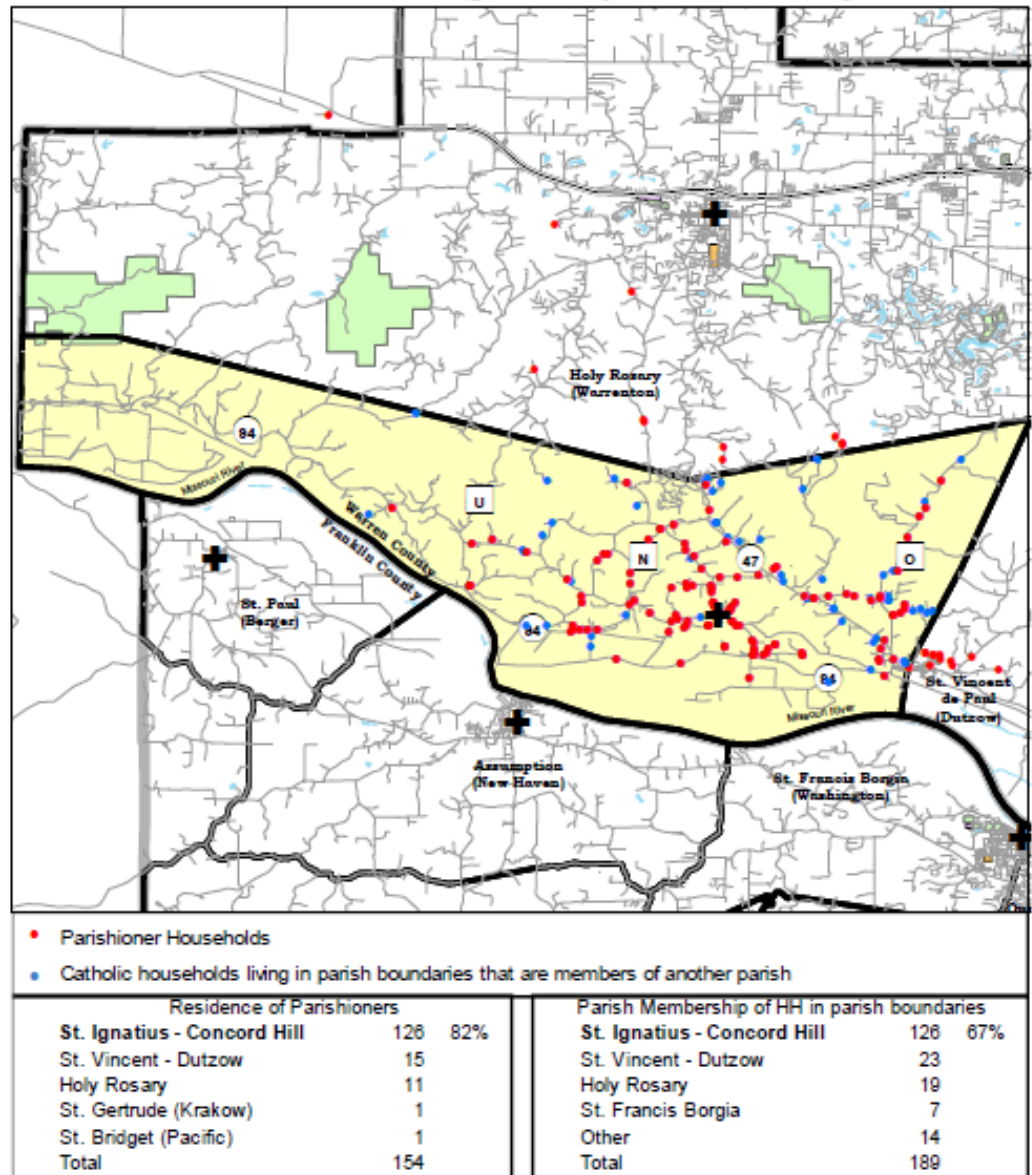 Holy Rosary
(Warrenton)
94
Missouri River
U
Warren County
Franklin County
N
47
O
St. Paul
(Berger)
94
94
St. Vincent
de Paul
(Dutzow)
Missouri River
Assumption
(New Haven)
St. Francis Borgia
(Washington)
Parishioner Households
Catholic households living in parish boundaries that are members of another parish
Residence of Parishioners
St. Ignatius - Concord Hill 126 82%
St. Vincent - Dutzow 15
Holy Rosary 11
St. Gertrude (Krakow) 1
St. Bridget (Pacific) 1
Total 154
Parish Membership of HH in parish boundaries
St. Ignatius - Concord Hill 126 67%
St. Vincent - Dutzow 23
Holy Rosary 19
St. Francis Borgia 7
Other 14
Total 189